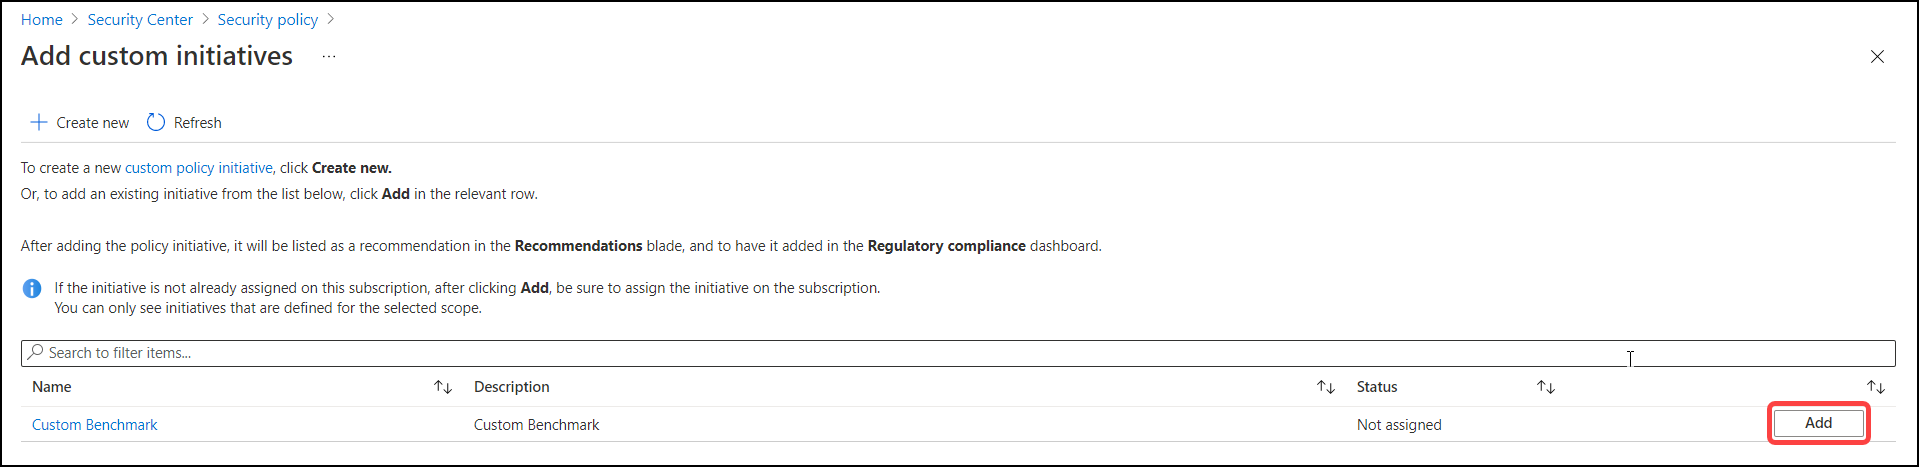 Home > Security Center > Security policy >
Add custom initiatives ...
Create new Refresh
To create a new custom policy initiative, click Create new.
Or, to add an existing initiative from the list below, click Add in the relevant row.
After adding the policy initiative, it will be listed as a recommendation in the Recommendations blade, and to have it added in the Regulatory compliance dashboard.
If the initiative is not already assigned on this subscription, after clicking Add, be sure to assign the initiative on the subscription.
You can only see initiatives that are defined for the selected scope.
Search to filter items...
Name Description Status
Custom Benchmark Custom Benchmark Not assigned Add